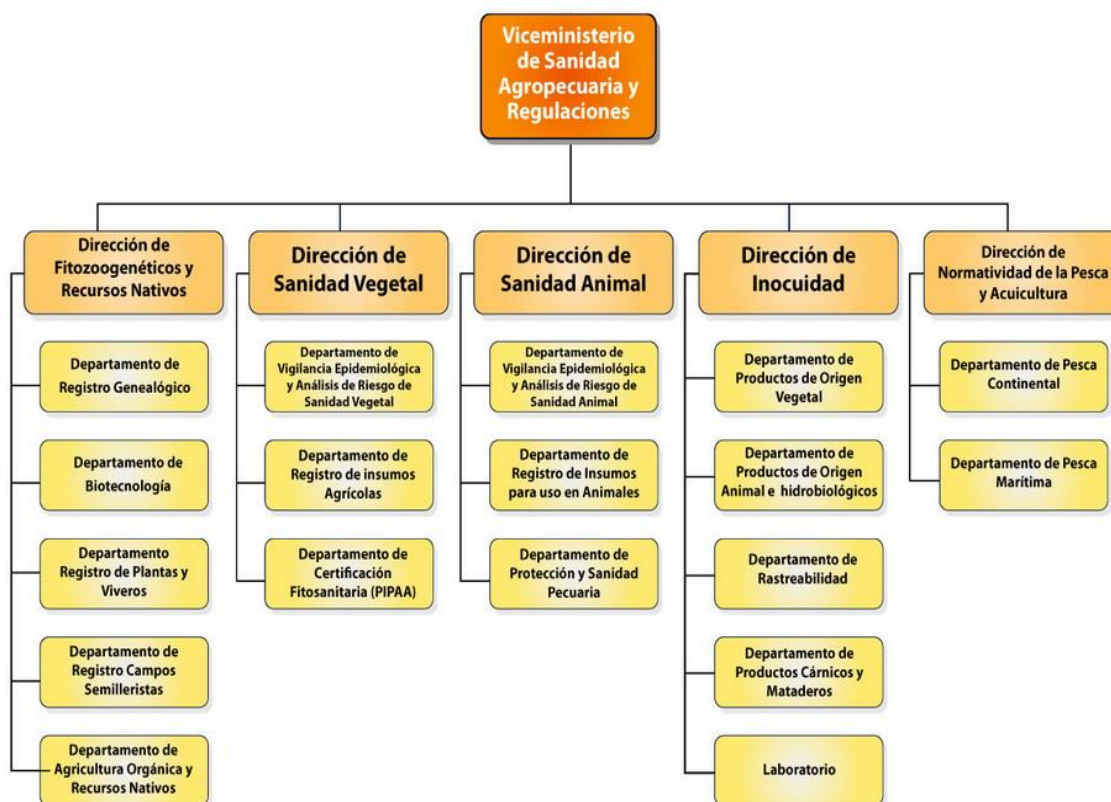 Viceministerio
de Sanidad
Agropecuaria y
Regulaciones
Dirección de
Fitozoogenéticos y
Recursos Nativos
Departamento de
Registro Genealógico
Departamento de
Biotecnología
Departamento
Registro de Plantas y
Viveros
Departamento de
Registro Campos
Semilleristas
Departamento de
Agricultura Orgánica y
Recursos Nativos
Dirección de
Sanidad Vegetal
Departamento de
Vigilancia Epidemiológica
y Análisis de Riesgo de
Sanidad Vegetal
Departamento de
Registro de insumos
Agrícolas
Departamento de
Certificación
Fitosanitaria (PIPAA)
Dirección de
Sanidad Animal
Departamento de
Vigilancia Epidemiológica
y Análisis de Riesgo de
Sanidad Animal
Departamento de
Registro de Insumos
para uso en Animales
Departamento de
Protección y Sanidad
Pecuaria
Dirección de
Inocuidad
Departamento de
Productos de Origen
Vegetal
Departamento de
Productos de Origen
Animal e hidrobiológicos
Departamento de
Rastreabilidad
Departamento de
Productos Cárnicos y
Mataderos
Laboratorio
Dirección de
Normatividad de la Pesca
y Acuicultura
Departamento de Pesca
Continental
Departamento de Pesca
Marítima